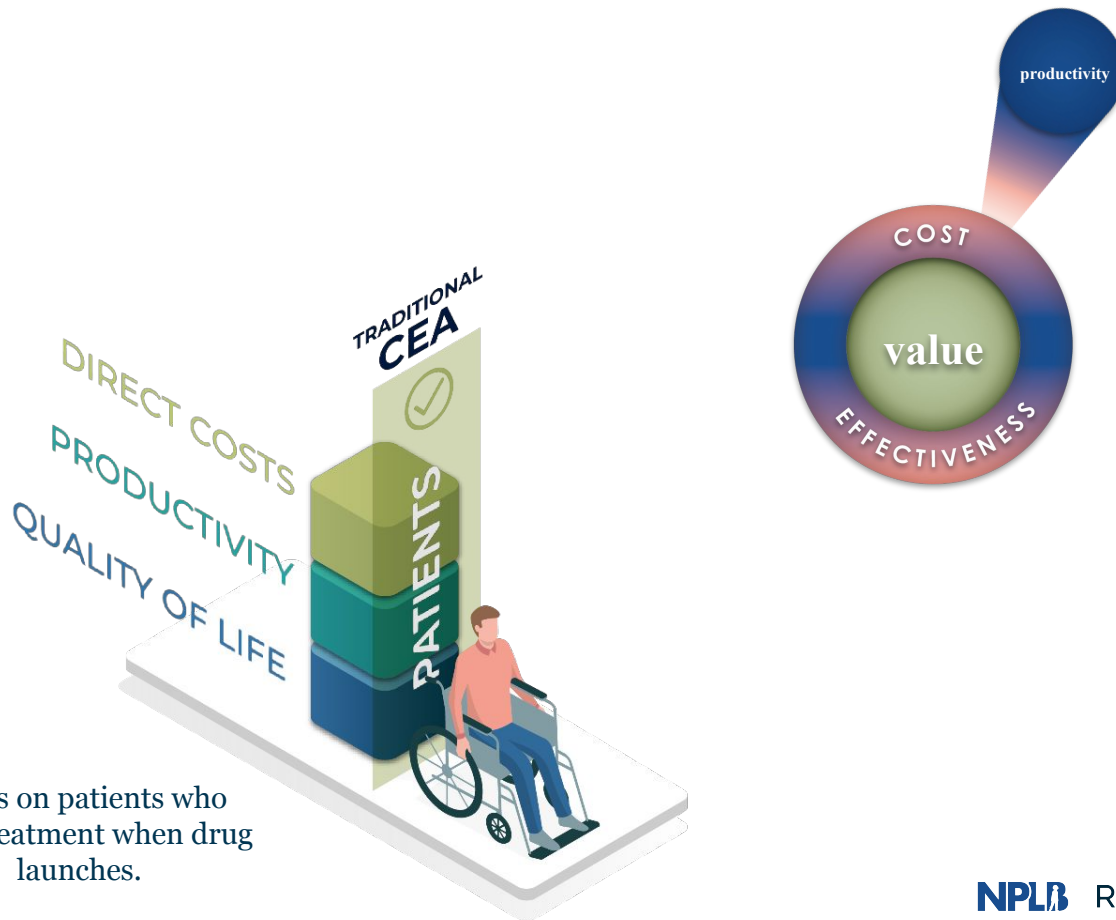 productivity
COST
value
EFFECTIVENESS
TRADITIONAL
CEA
DIRECT COSTS
PRODUCTIVITY
QUALITY OF LIFE
PATIENTS
on patients who
when drug
launches.
NPLB